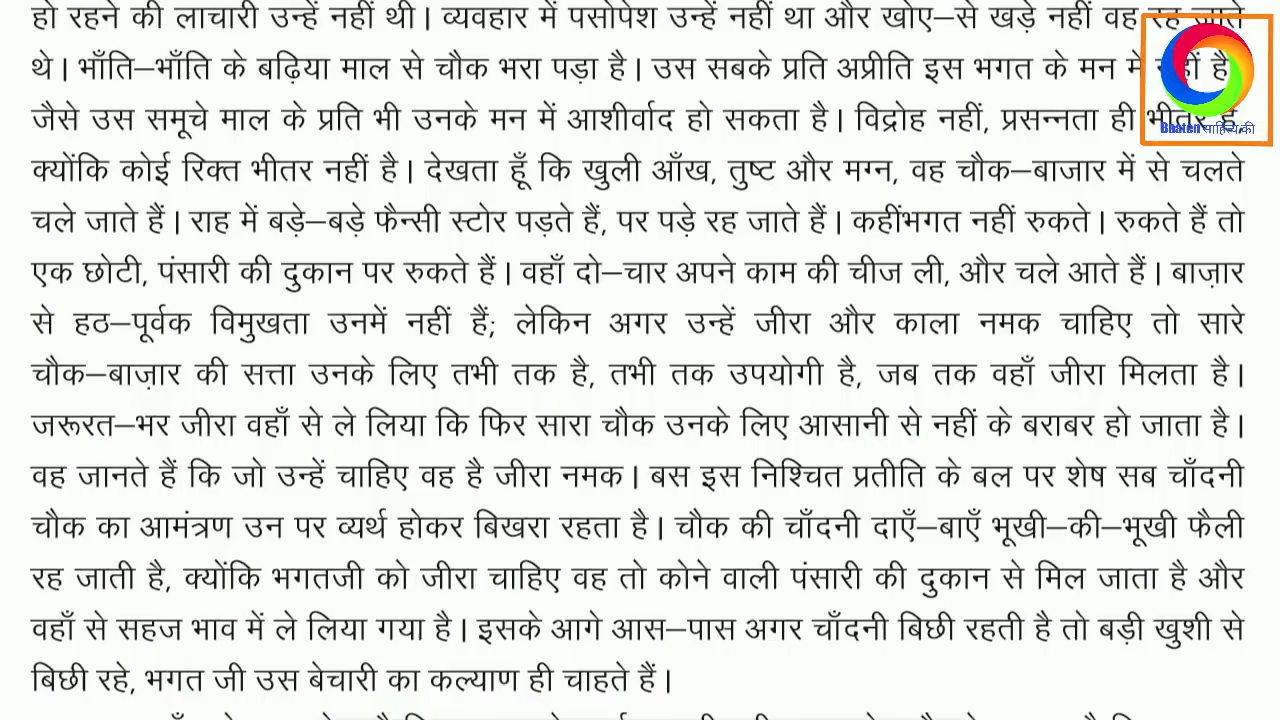 हो रहने की लाचारी उन्हें नहीं थी। व्यवहार में पसोपेश उन्हें नहीं था और खोए–से खड़े नहीं वह रह जाते
थे। भाँति–भाँति के बढ़िया माल से चौक भरा पड़ा है। उस सबके प्रति अप्रीति इस भगत के मन में नहीं है,
जैसे उस समूचे माल के प्रति भी उनके मन में आशीर्वाद हो सकता है। विद्रोह नहीं, प्रसन्नता ही भीतर है,
क्योंकि कोई रिक्त भीतर नहीं है। देखता हूँ कि खुली आँख, तुष्ट और मग्न, वह चौक–बाजार में से चलते
चले जाते हैं। राह में बड़े–बड़े फैन्सी स्टोर पड़ते हैं, पर पड़े रह जाते हैं। कहींभगत नहीं रुकते। रुकते हैं तो
एक छोटी, पंसारी की दुकान पर रुकते हैं। वहाँ दो–चार अपने काम की चीज ली, और चले आते हैं। बाज़ार
से हठ–पूर्वक विमुखता उनमें नहीं हैं; लेकिन अगर उन्हें जीरा और काला नमक चाहिए तो सारे
चौक–बाज़ार की सत्ता उनके लिए तभी तक है, तभी तक उपयोगी है, जब तक वहाँ जीरा मिलता है।
जरूरत–भर जीरा वहाँ से ले लिया कि फिर सारा चौक उनके लिए आसानी से नहीं के बराबर हो जाता है।
वह जानते हैं कि जो उन्हें चाहिए वह है जीरा नमक। बस इस निश्चित प्रतीति के बल पर शेष सब चाँदनी
चौक का आमंत्रण उन पर व्यर्थ होकर बिखरा रहता है। चौक की चाँदनी दाएँ–बाएँ भूखी–की–भूखी फैली
रह जाती है, क्योंकि भगतजी को जीरा चाहिए वह तो कोने वाली पंसारी की दुकान से मिल जाता है और
वहाँ से सहज भाव में ले लिया गया है। इसके आगे आस–पास अगर चाँदनी बिछी रहती है तो बड़ी खुशी से
बिछी रहे, भगत जी उस बेचारी का कल्याण ही चाहते हैं।
Baaten साहित्य की